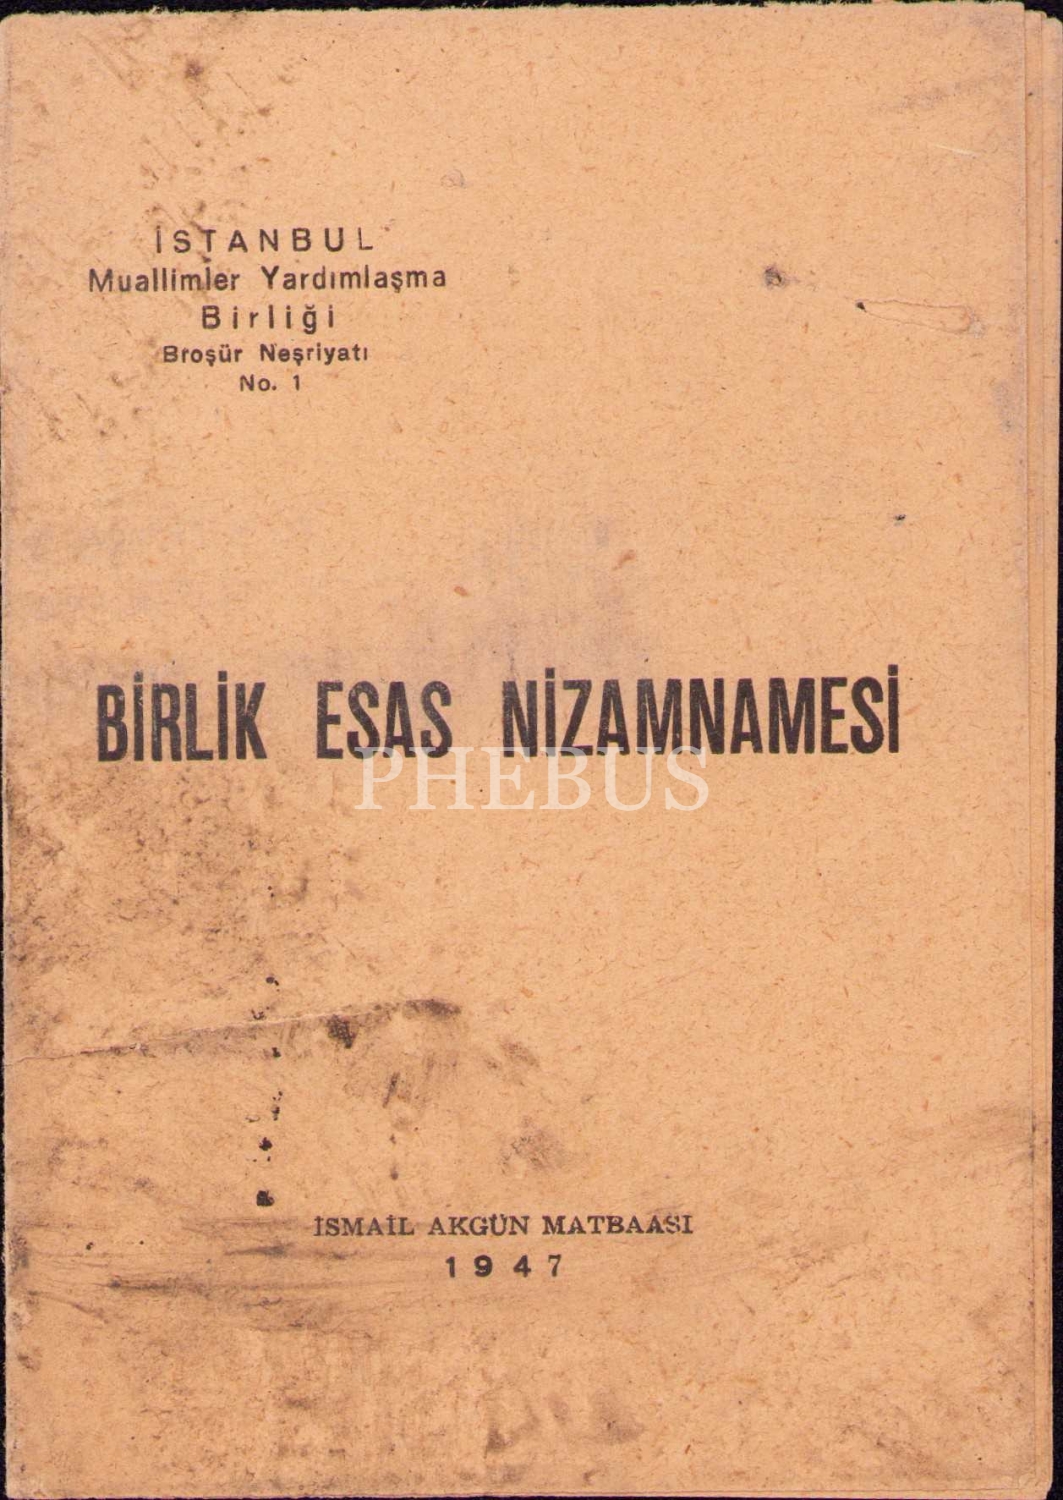 İSTANBUL
Muallimler Yardımlaşma
Birliği
Broşür Neşriyatı
No. 1
BİRLİK ESAS NİZAMNAMESİ
PHEBUS
İSMAİL AKGÜN MATBAASI
1947